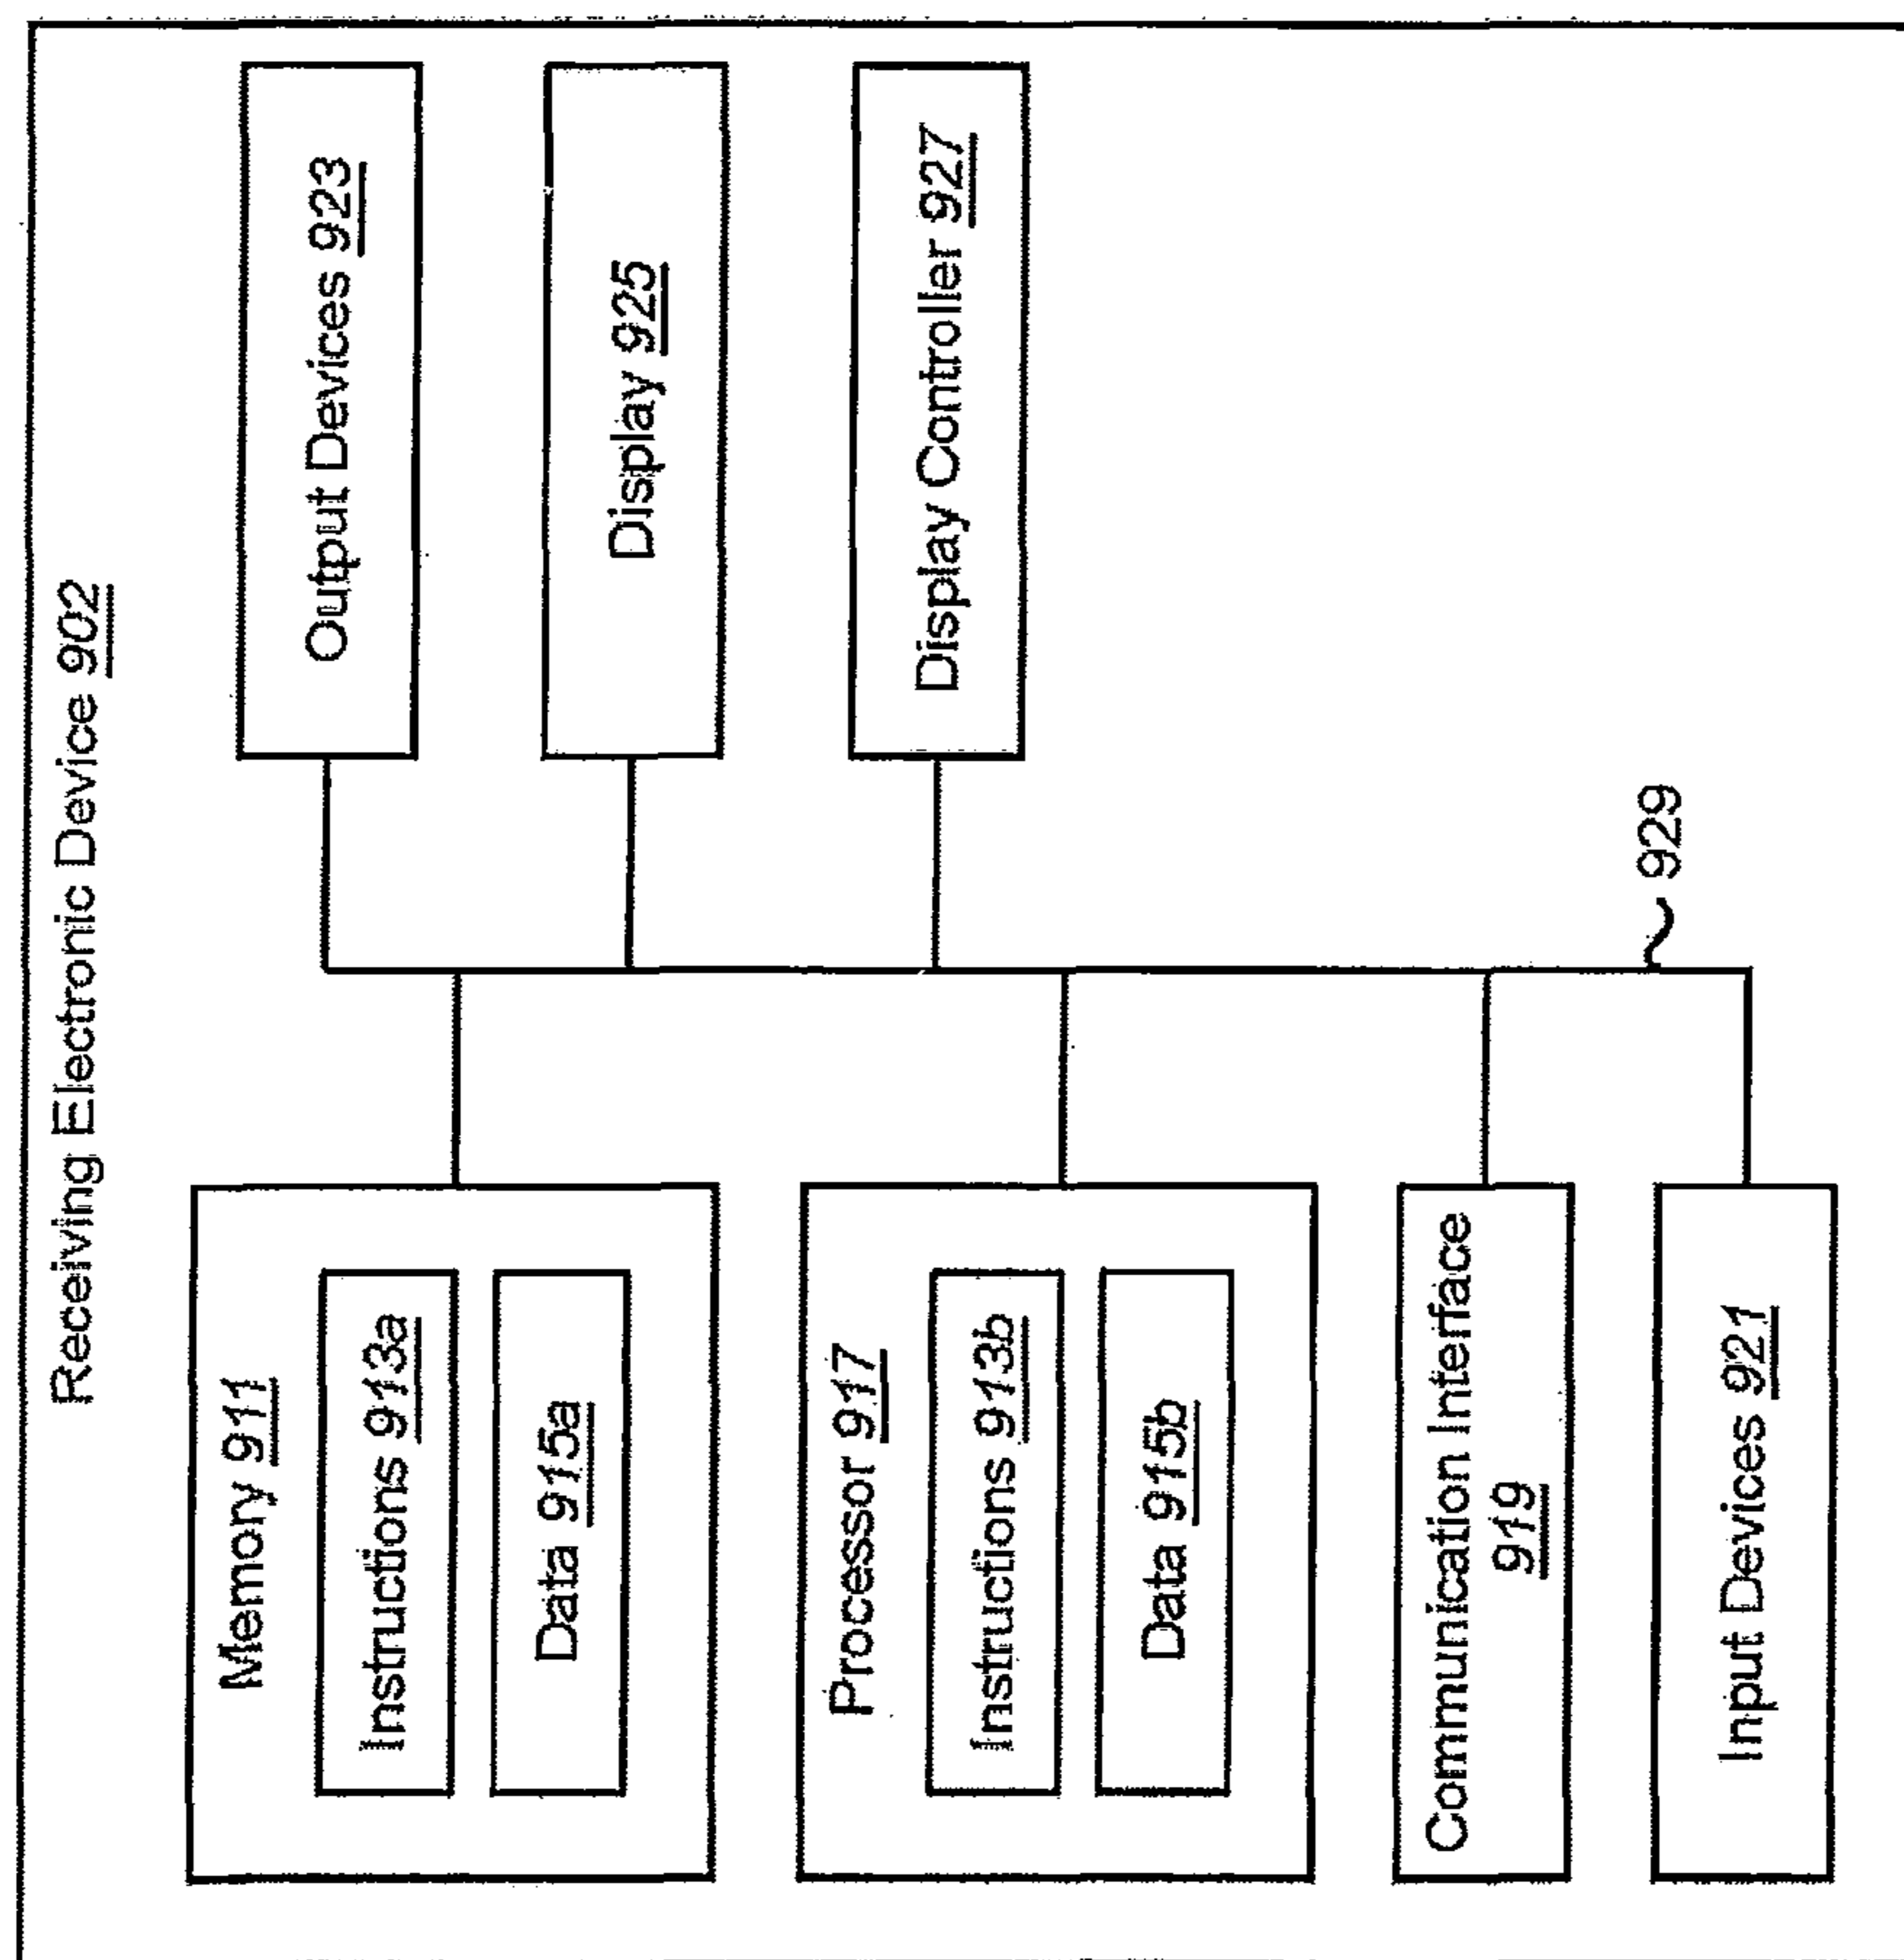 Receiving Electronic Device 902
Memory 911
Instructions 913a
Data 915a
Processor 917
Instructions 913b
Data 915b
Communication Interface
919
Input Devices 921
Output Devices 923
Display 925
Display Controller 927
929